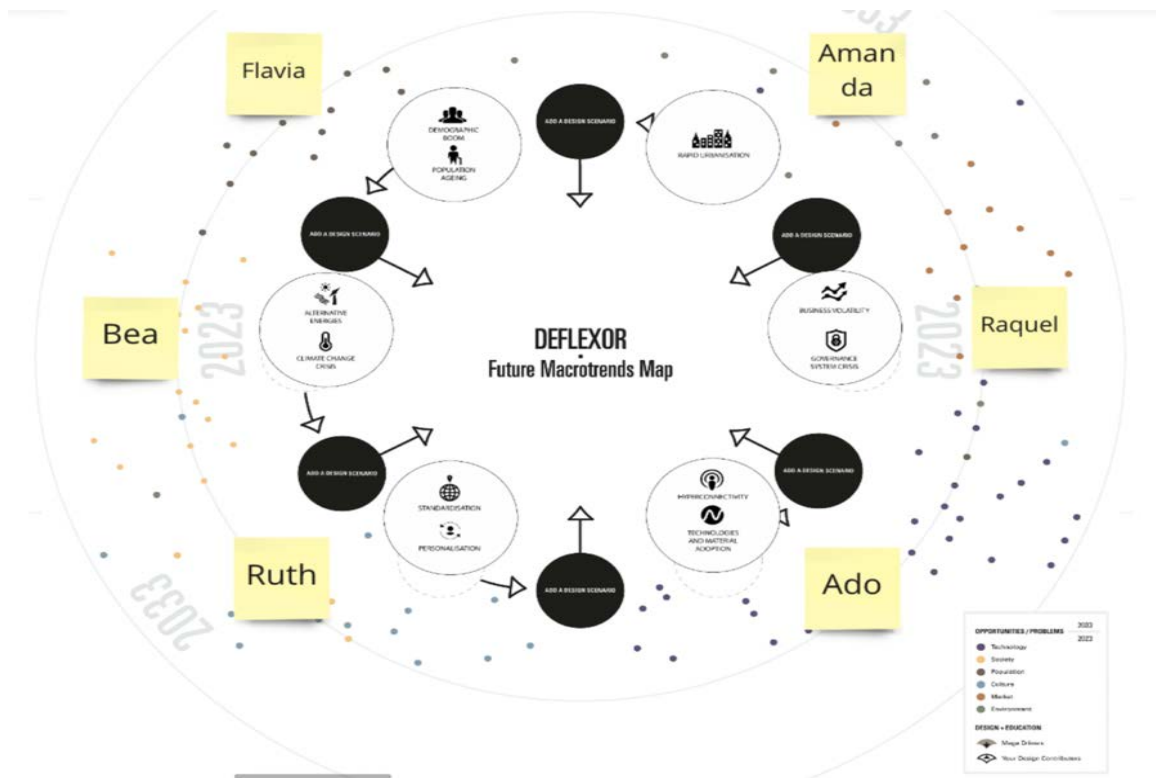 2033
Flavia
Aman
da
DEMOGRAPHIC
BOOM
POPULATION
AGEING
ADD A DESIGN SCENARIO
RAPID URBANISATION
ADD A DESIGN SCENARIO
ADD A DESIGN SCENARIO
Bea
2023
ALTERNATIVE
ENERGIES
CLIMATE CHANGE
CRISIS
DEFLEXOR
Future Macrotrends Map
BUSINESS VOLATILITY
GOVERNANCE
SYSTEM CRISIS
2023
Raquel
ADD A DESIGN SCENARIO
STANDARDISATION
PERSONALISATION
HYPERCONNECTIVITY
TECHNOLOGIES
AND MATERIAL
ADOPTION
ADD A DESIGN SCENARIO
2033
Ruth
ADD A DESIGN SCENARIO
Ado
OPPORTUNITIES / PROBLEMS
2033
2023
Technology
Society
Population
Culture
Market
Environment
DESIGN + EDUCATION
Mega Drivers
Your Design Contributions